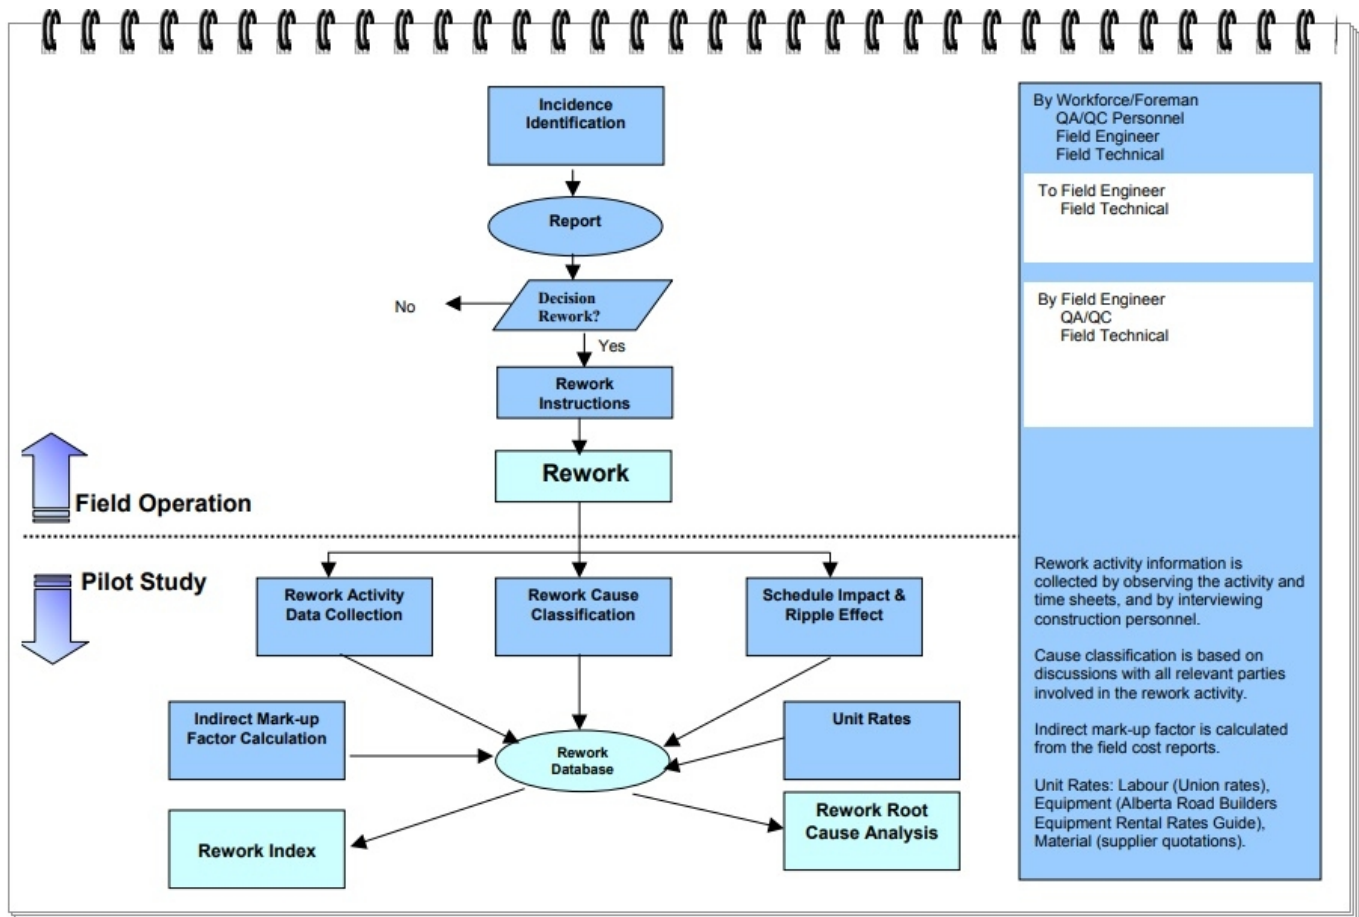 Incidence
Identification
Report
Decision
Rework?
No
Yes
Rework
Instructions
Rework
Field Operation
Pilot Study
Rework Activity
Data Collection
Rework Cause
Classification
Schedule Impact &
Ripple Effect
Indirect Mark-up
Factor Calculation
Unit Rates
Rework
Database
Rework Index
Rework Root
Cause Analysis
By Workforce/Foreman
QA/QC Personnel
Field Engineer
Field Technical
To Field Engineer
Field Technical
By Field Engineer
QA/QC
Field Technical
Rework activity information is
collected by observing the activity and
time sheets, and by interviewing
construction personnel.
Cause classification is based on
discussions with all relevant parties
involved in the rework activity.
Indirect mark-up factor is calculated
from the field cost reports.
Unit Rates: Labour (Union rates),
Equipment (Alberta Road Builders
Equipment Rental Rates Guide),
Material (supplier quotations).